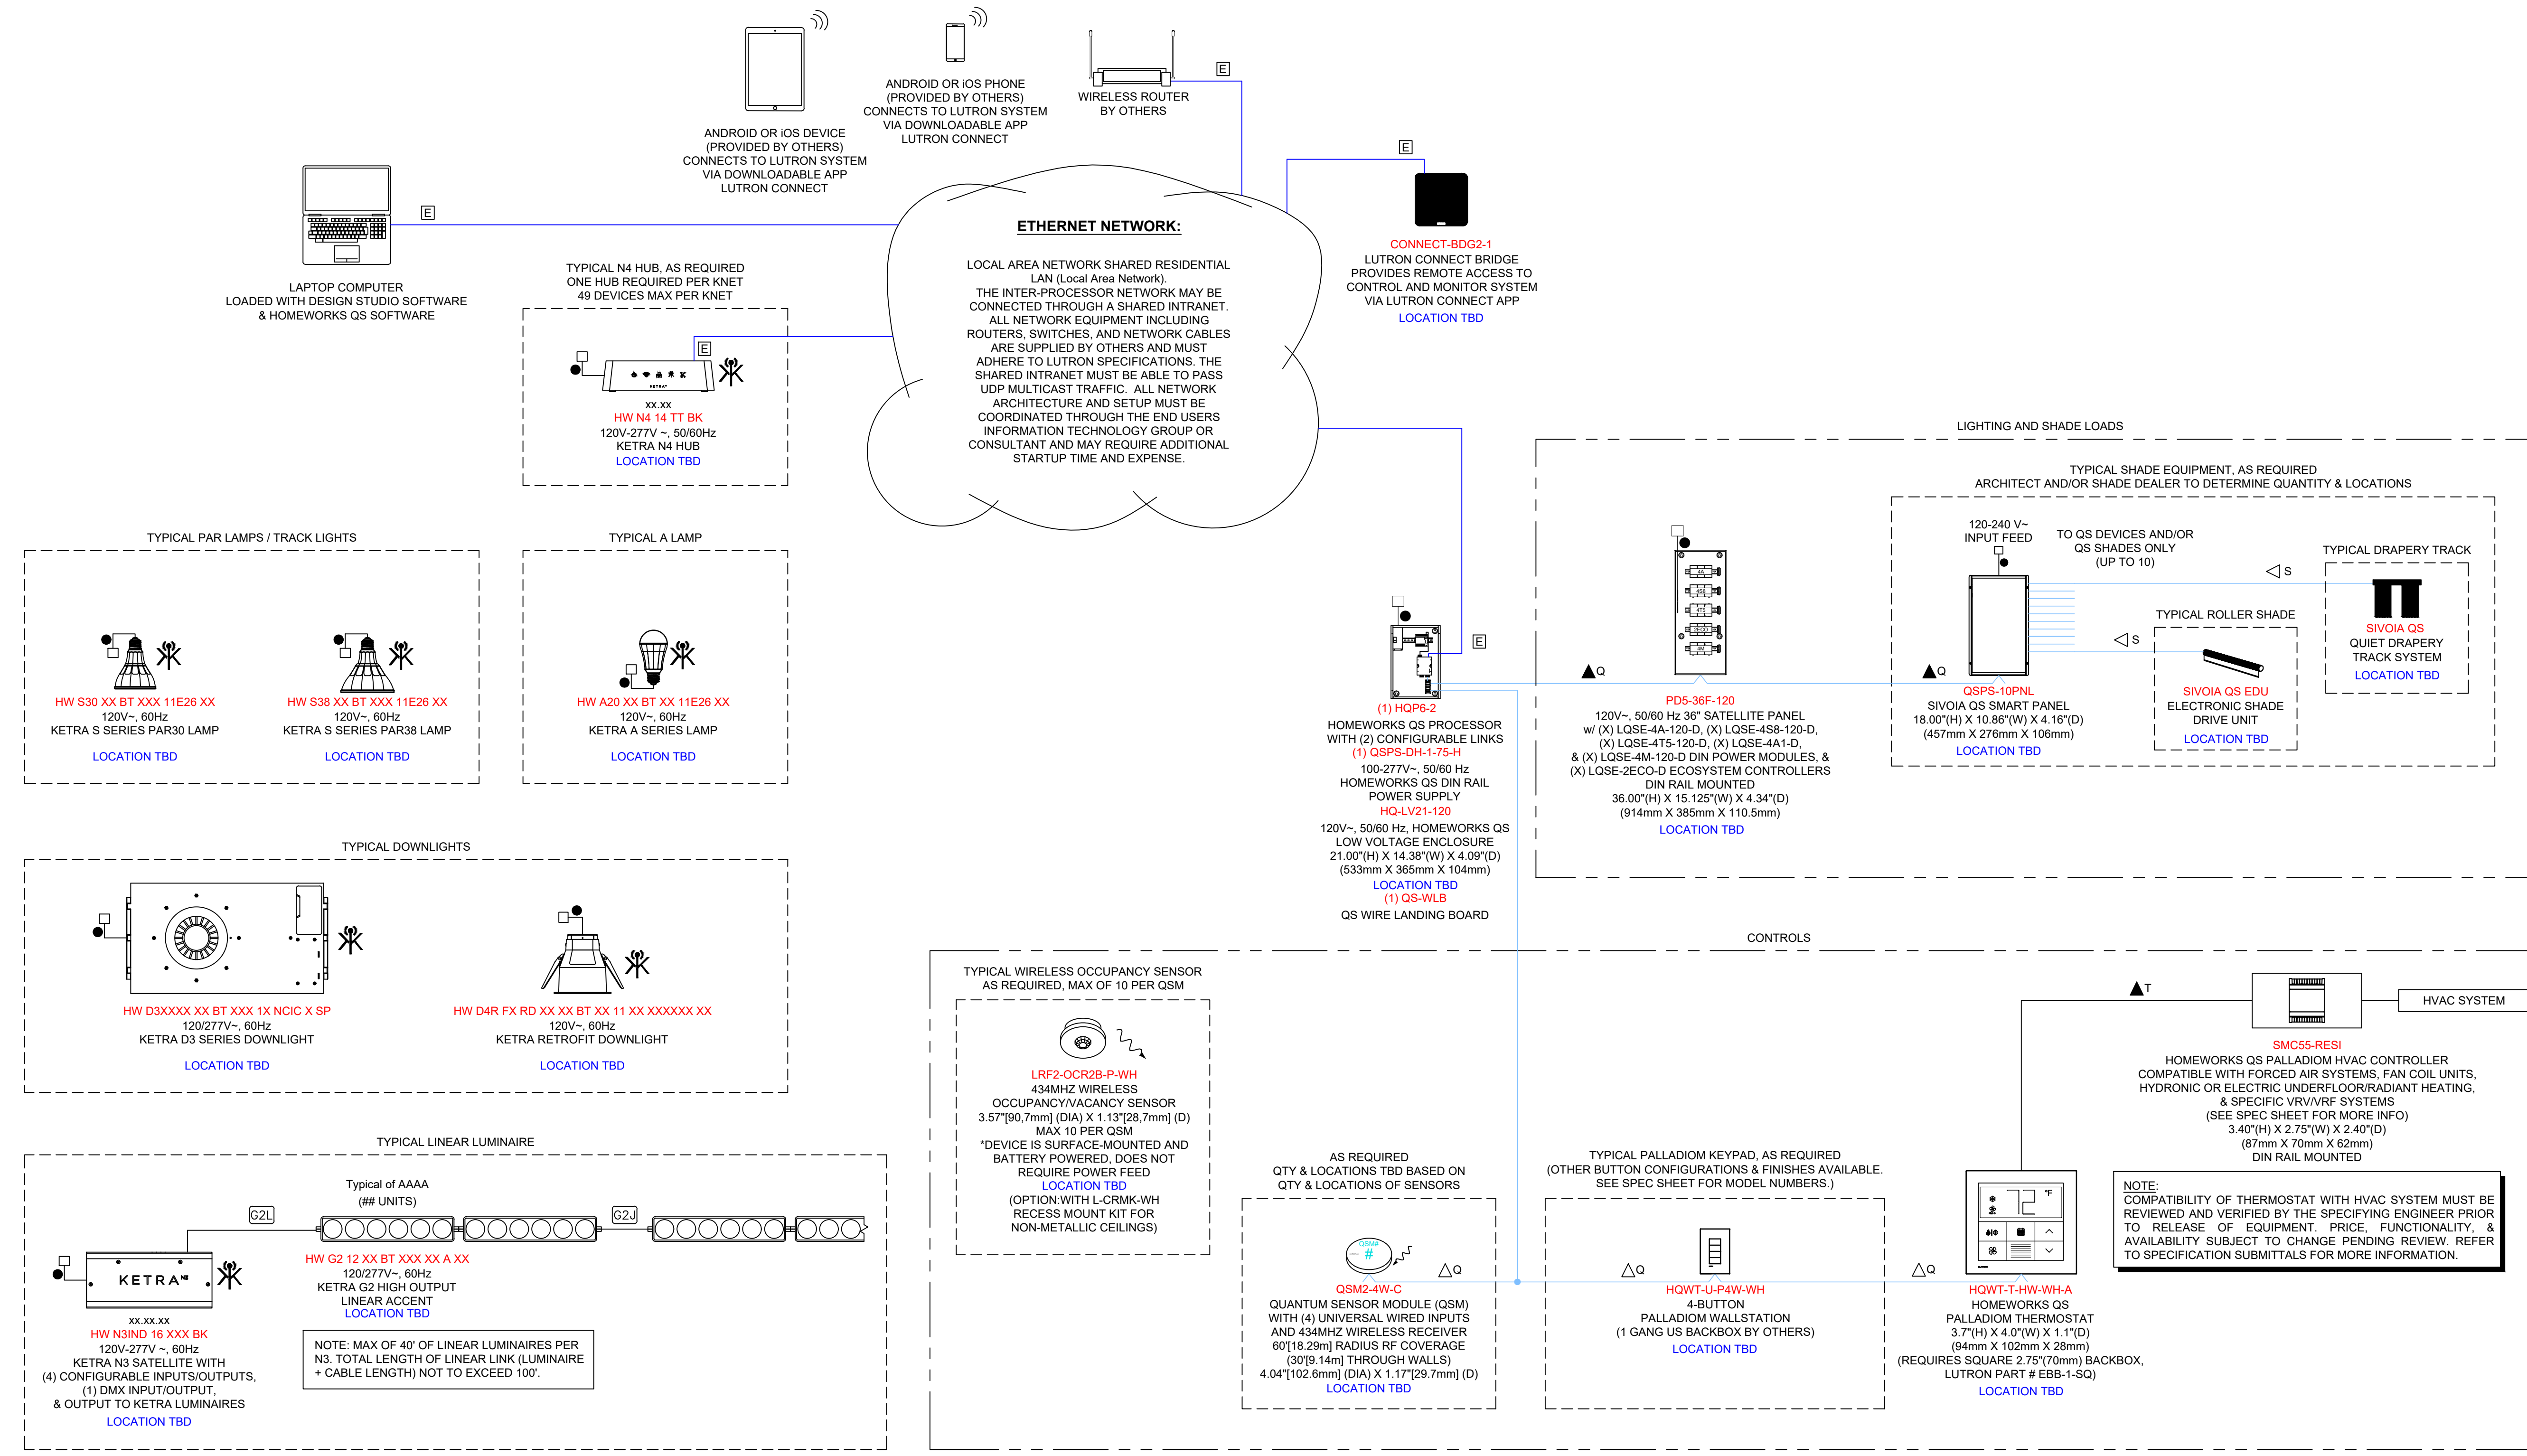 ANDROID OR iOS DEVICE
(PROVIDED BY OTHERS)
CONNECTS TO LUTRON SYSTEM
VIA DOWNLOADABLE APP
LUTRON CONNECT
ANDROID OR iOS PHONE
(PROVIDED BY OTHERS)
CONNECTS TO LUTRON SYSTEM
VIA DOWNLOADABLE APP
LUTRON CONNECT
WIRELESS ROUTER
BY OTHERS
E
E
CONNECT-BDG2-1
LUTRON CONNECT BRIDGE
PROVIDES REMOTE ACCESS TO
CONTROL AND MONITOR SYSTEM
VIA LUTRON CONNECT APP
LOCATION TBD
E
LAPTOP COMPUTER
LOADED WITH DESIGN STUDIO SOFTWARE
& HOMEWORKS QS SOFTWARE
ETHERNET NETWORK:
LOCAL AREA NETWORK SHARED RESIDENTIAL
LAN (Local Area Network).
THE INTER-PROCESSOR NETWORK MAY BE
CONNECTED THROUGH A SHARED INTRANET.
ALL NETWORK EQUIPMENT INCLUDING
ROUTERS, SWITCHES, AND NETWORK CABLES
ARE SUPPLIED BY OTHERS AND MUST
ADHERE TO LUTRON SPECIFICATIONS. THE
SHARED INTRANET MUST BE ABLE TO PASS
UDP MULTICAST TRAFFIC. ALL NETWORK
ARCHITECTURE AND SETUP MUST BE
COORDINATED THROUGH THE END USERS
INFORMATION TECHNOLOGY GROUP OR
CONSULTANT AND MAY REQUIRE ADDITIONAL
STARTUP TIME AND EXPENSE.
TYPICAL N4 HUB, AS REQUIRED
ONE HUB REQUIRED PER KNET
49 DEVICES MAX PER KNET
E
KETRA
xx.xx
HW N4 14 TT BK
120V-277V ~, 50/60Hz
KETRA N4 HUB
LOCATION TBD
TYPICAL PAR LAMPS / TRACK LIGHTS
HW S30 XX BT XXX 11E26 XX
120V~, 60Hz
KETRA S SERIES PAR30 LAMP
LOCATION TBD
HW S38 XX BT XXX 11E26 XX
120V~, 60Hz
KETRA S SERIES PAR38 LAMP
LOCATION TBD
TYPICAL A LAMP
HW A20 XX BT XX 11E26 XX
120V~, 60Hz
KETRA A SERIES LAMP
LOCATION TBD
TYPICAL DOWNLIGHTS
HW D3XXXX XX BT XXX 1X NCIC X SP
120/277V~, 60Hz
KETRA D3 SERIES DOWNLIGHT
LOCATION TBD
HW D4R FX RD XX XX BT XX 11 XX XXXXXX XX
120V~, 60Hz
KETRA RETROFIT DOWNLIGHT
LOCATION TBD
TYPICAL LINEAR LUMINAIRE
Typical of AAAA
(## UNITS)
G2L
G2J
KETRA N3
xx.xx.xx
HW N3IND 16 XXX BK
120V-277V ~, 60Hz
KETRA N3 SATELLITE WITH
(4) CONFIGURABLE INPUTS/OUTPUTS,
(1) DMX INPUT/OUTPUT,
& OUTPUT TO KETRA LUMINAIRES
LOCATION TBD
HW G2 12 XX BT XXX XX A XX
120/277V~, 60Hz
KETRA G2 HIGH OUTPUT
LINEAR ACCENT
LOCATION TBD
NOTE: MAX OF 40' OF LINEAR LUMINAIRES PER
N3. TOTAL LENGTH OF LINEAR LINK (LUMINAIRE
+ CABLE LENGTH) NOT TO EXCEED 100'.
E
(1) HQP6-2
HOMEWORKS QS PROCESSOR
WITH (2) CONFIGURABLE LINKS
(1) QSPS-DH-1-75-H
100-277V~, 50/60 Hz
HOMEWORKS QS DIN RAIL
POWER SUPPLY
HQ-LV21-120
120V~, 50/60 Hz, HOMEWORKS QS
LOW VOLTAGE ENCLOSURE
21.00"(H) X 14.38"(W) X 4.09"(D)
(533mm X 365mm X 104mm)
LOCATION TBD
(1) QS-WLB
QS WIRE LANDING BOARD
LIGHTING AND SHADE LOADS
Q
4A
4S8
4T5
2ECO
4M
PD5-36F-120
120V~, 50/60 Hz 36" SATELLITE PANEL
w/ (X) LQSE-4A-120-D, (X) LQSE-4S8-120-D,
(X) LQSE-4T5-120-D, (X) LQSE-4A1-D,
& (X) LQSE-4M-120-D DIN POWER MODULES, &
(X) LQSE-2ECO-D ECOSYSTEM CONTROLLERS
DIN RAIL MOUNTED
36.00"(H) X 15.125"(W) X 4.34"(D)
(914mm X 385mm X 110.5mm)
LOCATION TBD
TYPICAL SHADE EQUIPMENT, AS REQUIRED
ARCHITECT AND/OR SHADE DEALER TO DETERMINE QUANTITY & LOCATIONS
120-240 V~
INPUT FEED
TO QS DEVICES AND/OR
QS SHADES ONLY
(UP TO 10)
Q
QSPS-10PNL
SIVOIA QS SMART PANEL
18.00"(H) X 10.86"(W) X 4.16"(D)
(457mm X 276mm X 106mm)
LOCATION TBD
S
S
TYPICAL ROLLER SHADE
SIVOIA QS EDU
ELECTRONIC SHADE
DRIVE UNIT
LOCATION TBD
TYPICAL DRAPERY TRACK
SIVOIA QS
QUIET DRAPERY
TRACK SYSTEM
LOCATION TBD
CONTROLS
TYPICAL WIRELESS OCCUPANCY SENSOR
AS REQUIRED, MAX OF 10 PER QSM
LRF2-OCR2B-P-WH
434MHZ WIRELESS
OCCUPANCY/VACANCY SENSOR
3.57"[90,7mm] (DIA) X 1.13"[28,7mm] (D)
MAX 10 PER QSM
*DEVICE IS SURFACE-MOUNTED AND
BATTERY POWERED, DOES NOT
REQUIRE POWER FEED
LOCATION TBD
(OPTION:WITH L-CRMK-WH
RECESS MOUNT KIT FOR
NON-METALLIC CEILINGS)
AS REQUIRED
QTY & LOCATIONS TBD BASED ON
QTY & LOCATIONS OF SENSORS
QSM#
#
Q
QSM2-4W-C
QUANTUM SENSOR MODULE (QSM)
WITH (4) UNIVERSAL WIRED INPUTS
AND 434MHZ WIRELESS RECEIVER
60'[18.29m] RADIUS RF COVERAGE
(30'[9.14m] THROUGH WALLS)
4.04"[102.6mm] (DIA) X 1.17"[29.7mm] (D)
LOCATION TBD
TYPICAL PALLADIOM KEYPAD, AS REQUIRED
(OTHER BUTTON CONFIGURATIONS & FINISHES AVAILABLE.
SEE SPEC SHEET FOR MODEL NUMBERS.)
Q
HQWT-U-P4W-WH
4-BUTTON
PALLADIOM WALLSTATION
(1 GANG US BACKBOX BY OTHERS)
LOCATION TBD
72
°F
Q
HQWT-T-HW-WH-A
HOMEWORKS QS
PALLADIOM THERMOSTAT
3.7"(H) X 4.0"(W) X 1.1"(D)
(94mm X 102mm X 28mm)
(REQUIRES SQUARE 2.75"(70mm) BACKBOX,
LUTRON PART # EBB-1-SQ)
LOCATION TBD
T
HVAC SYSTEM
SMC55-RESI
HOMEWORKS QS PALLADIOM HVAC CONTROLLER
COMPATIBLE WITH FORCED AIR SYSTEMS, FAN COIL UNITS,
HYDRONIC OR ELECTRIC UNDERFLOOR/RADIANT HEATING,
& SPECIFIC VRV/VRF SYSTEMS
(SEE SPEC SHEET FOR MORE INFO)
3.40"(H) X 2.75"(W) X 2.40"(D)
(87mm X 70mm X 62mm)
DIN RAIL MOUNTED
NOTE:
COMPATIBILITY OF THERMOSTAT WITH HVAC SYSTEM MUST BE
REVIEWED AND VERIFIED BY THE SPECIFYING ENGINEER PRIOR
TO RELEASE OF EQUIPMENT. PRICE, FUNCTIONALITY, &
AVAILABILITY SUBJECT TO CHANGE PENDING REVIEW. REFER
TO SPECIFICATION SUBMITTALS FOR MORE INFORMATION.